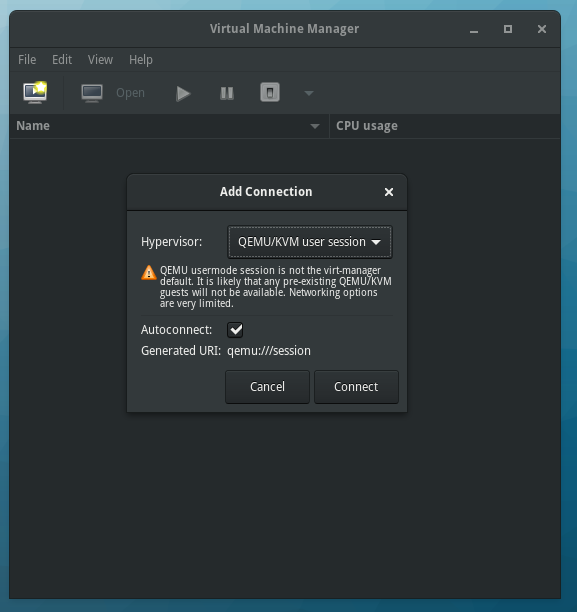 Virtual Machine Manager
File Edit View Help
Open
Name CPU usage
Add Connection
Hypervisor: QEMU/KVM user session
QEMU usermode session is not the virt-manager
default. It is likely that any pre-existing QEMU/KVM
guests will not be available. Networking options
are very limited.
Autoconnect:
Generated URI: qemu:///session
Cancel Connect